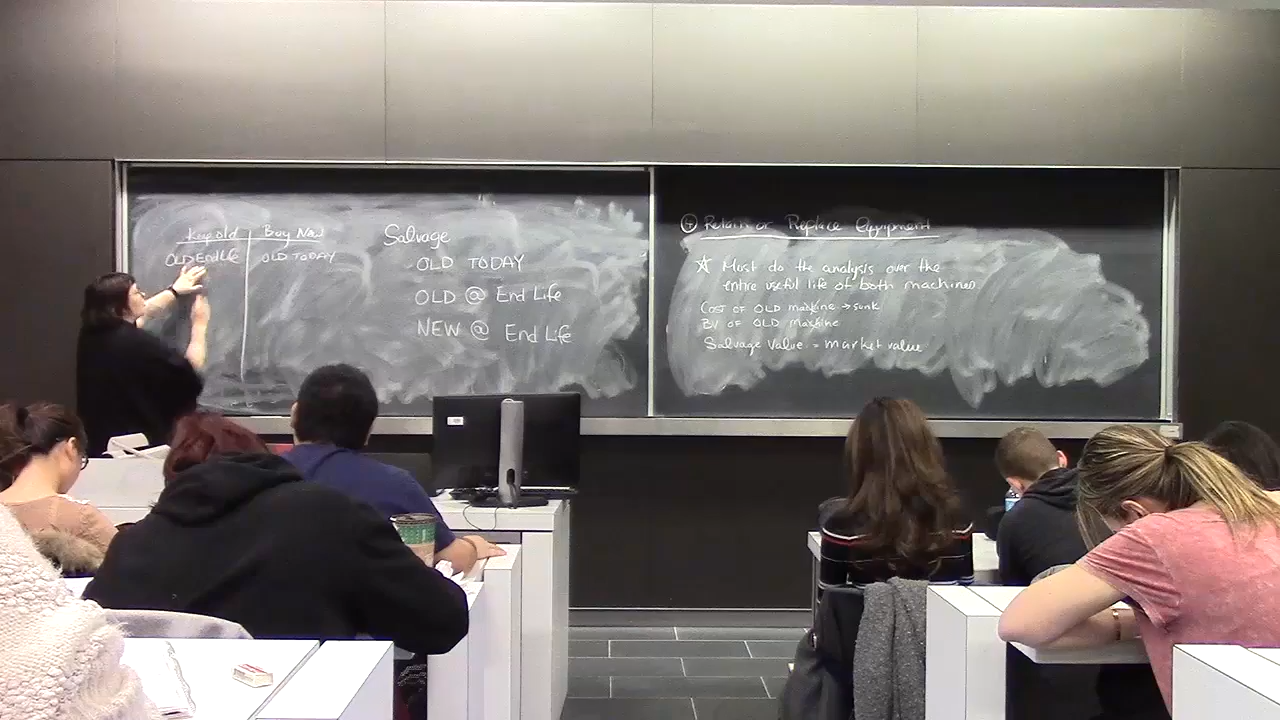 Keep old | Buy New
OLD End Life | OLD TODAY
Salvage
OLD TODAY
OLD @ End Life
NEW @ End Life
④ Retain or Replace Equipment
☆ Must do the analysis over the
entire useful life of both machines
Cost of OLD machine → sunk
BV of OLD Machine
Salvage Value = market value